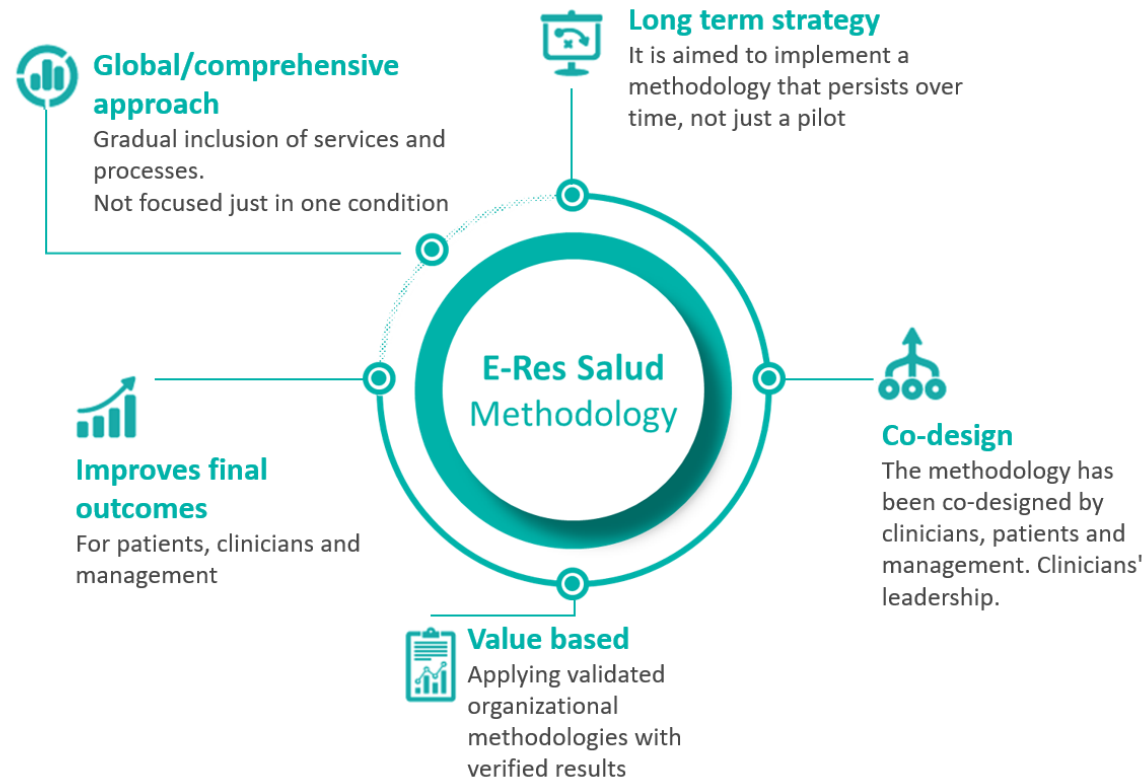 Global/comprehensive
approach
Gradual inclusion of services and
processes.
Not focused just in one condition
Long term strategy
It is aimed to implement a
methodology that persists over
time, not just a pilot
E-Res Salud
Methodology
Co-design
The methodology has
been co-designed by
clinicians, patients and
management. Clinicians'
leadership.
Improves final
outcomes
For patients, clinicians and
management
Value based
Applying validated
organizational
methodologies with
verified results